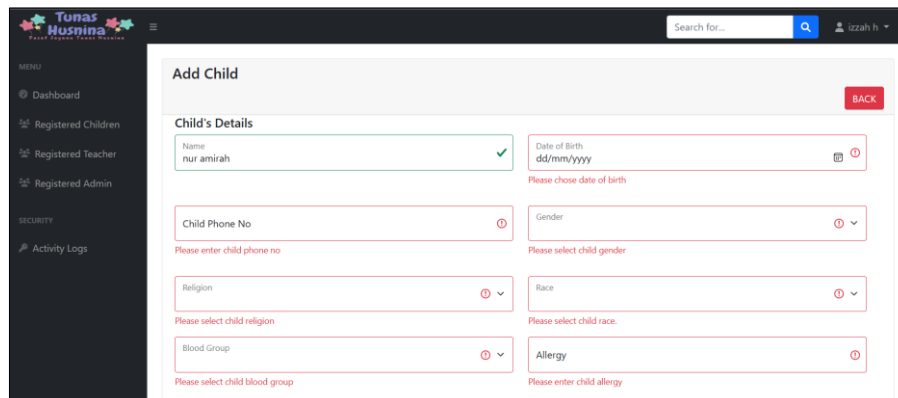 Tunas
Husnina
Search for...
izzah h
MENU
Dashboard
Registered Children
Registered Teacher
Registered Admin
SECURITY
Activity Logs
Add Child
BACK
Child's Details
Name
nur amirah
Date of Birth
dd/mm/yyyy
Please chose date of birth
Child Phone No
Please enter child phone no
Gender
Please select child gender
Religion
Please select child religion
Race
Please select child race.
Blood Group
Please select child blood group
Allergy
Please enter child allergy